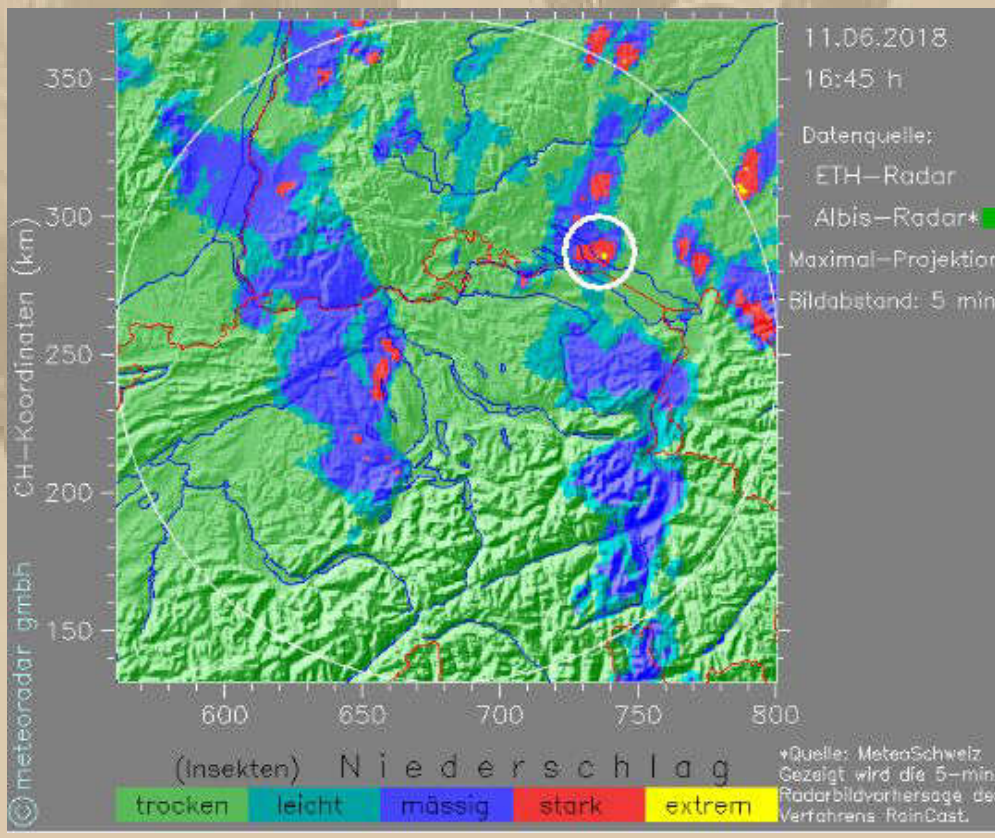 11.06.2018
16:45 h
Datenquelle:
ETH-Radar
Albis-Radar*
Maximal-Projektion
Bildabstand: 5 min
CH-Koordinaten (km)
350
300
250
200
150
600 650 700 750 800
© meteoradar gmbh
(Insekten) Niederschlag
trocken leicht mässig stark extrem
*Quelle: MeteoSchweiz
Gezeigt wird die 5-min
Radarbildvorhersage de
Verfahrens RainCast.